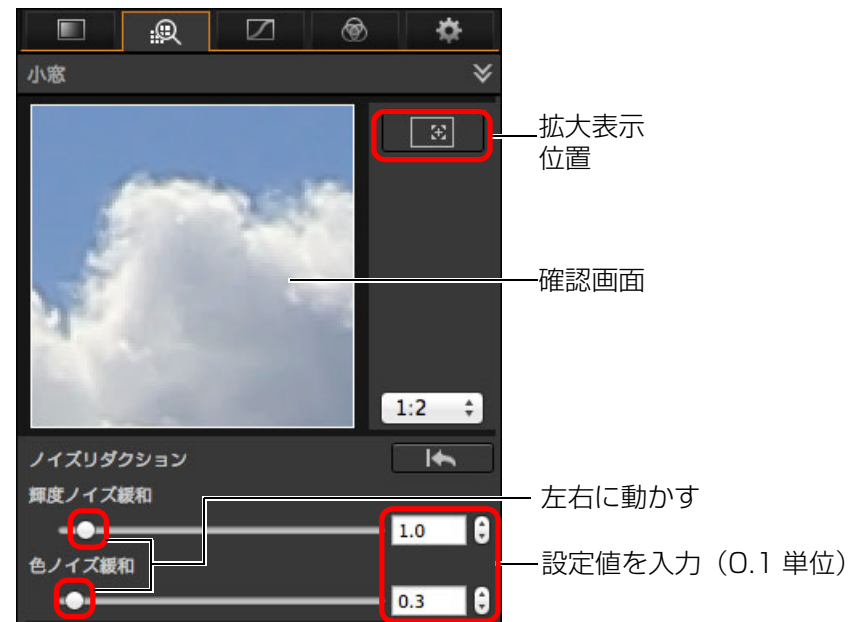 小窓
拡大表示
位置
確認画面
1:2
ノイズリダクション
輝度ノイズ緩和
左右に動かす
1.0
色ノイズ緩和
設定値を入力（0.1 単位）
0.3